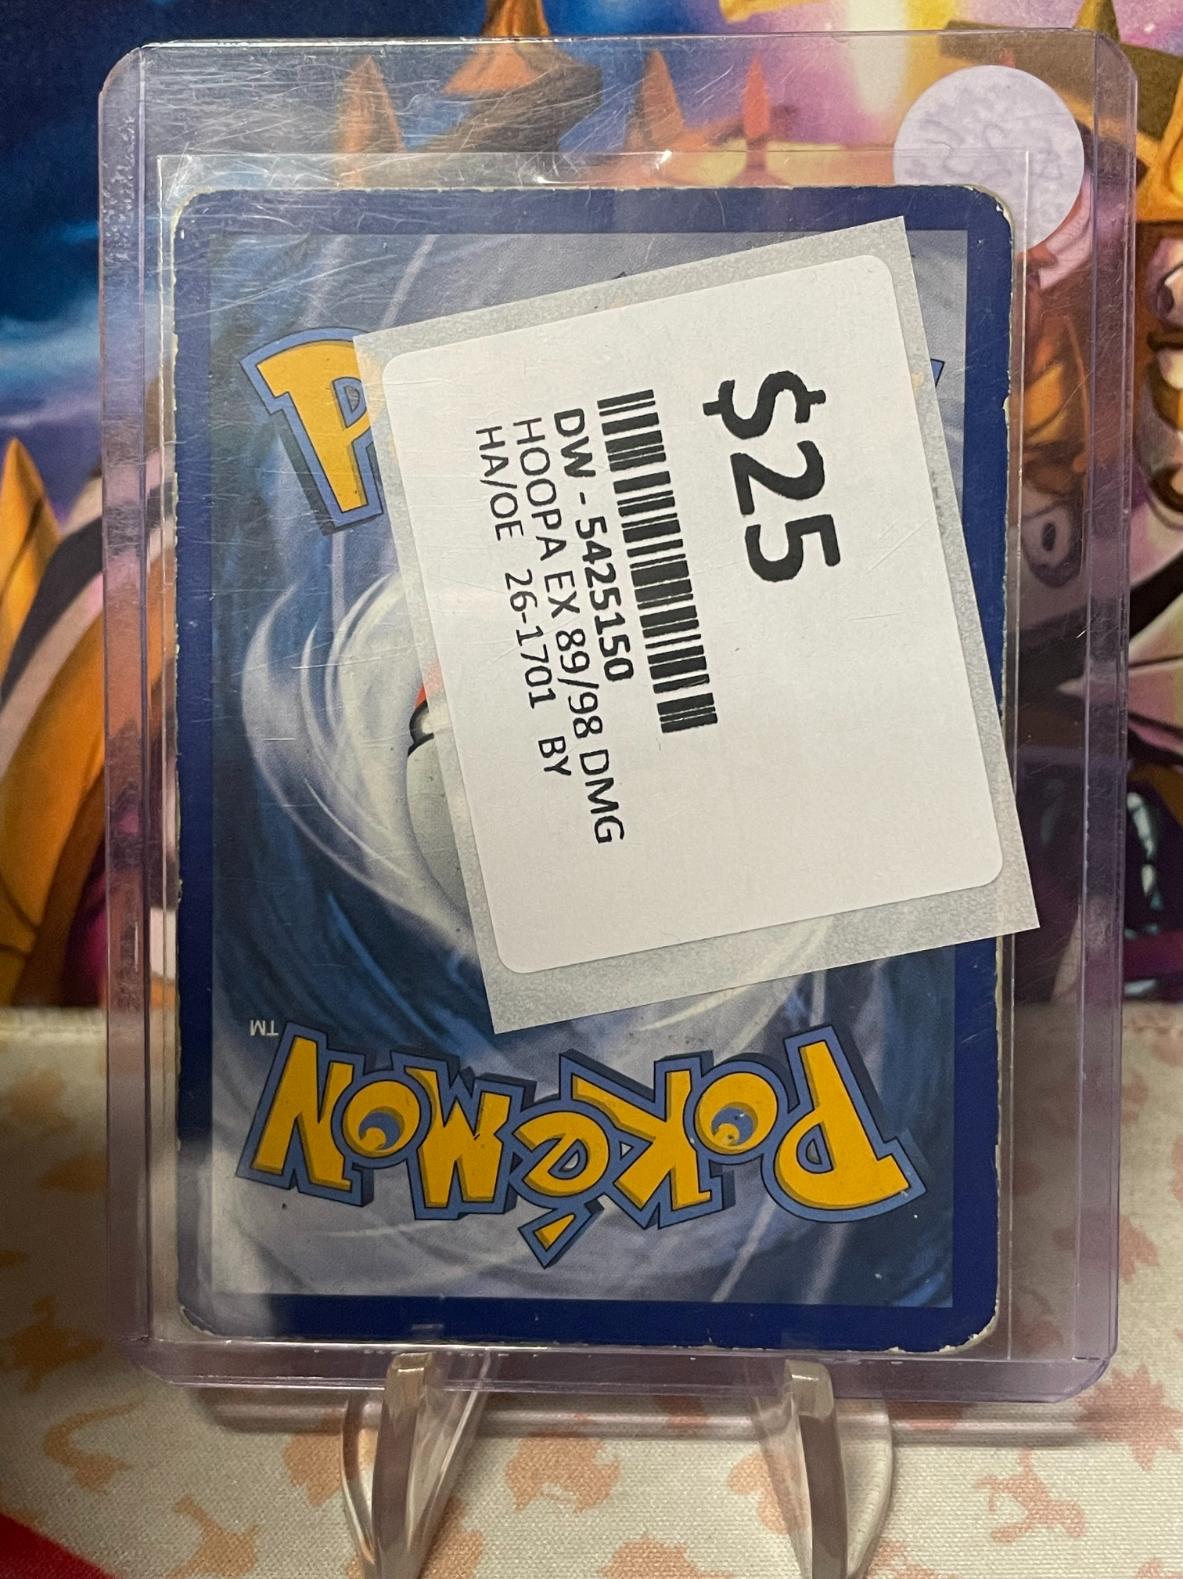 $25
DW - 5425150
HOOPA EX 89/98 DMG
HA/OE 26-1701 BY
P
POKéMON
TM